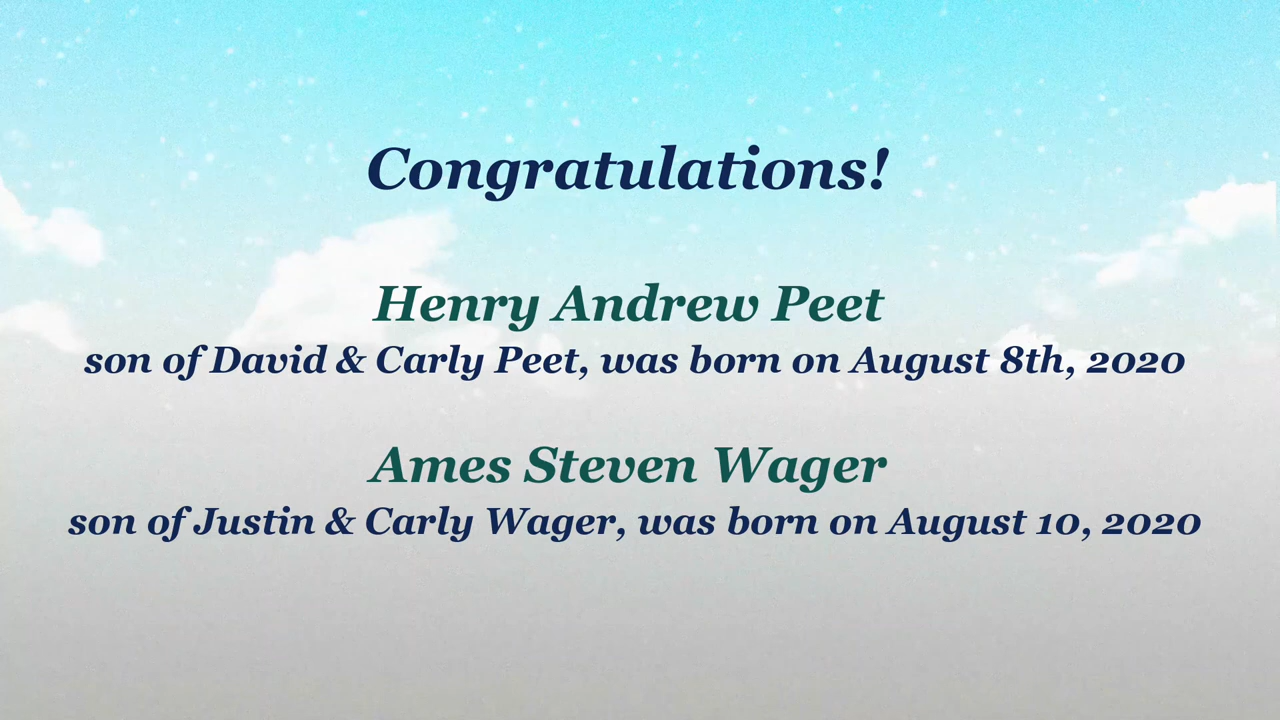 Congratulations!
Henry Andrew Peet
son of David & Carly Peet, was born on August 8th, 2020
Ames Steven Wager
son of Justin & Carly Wager, was born on August 10, 2020